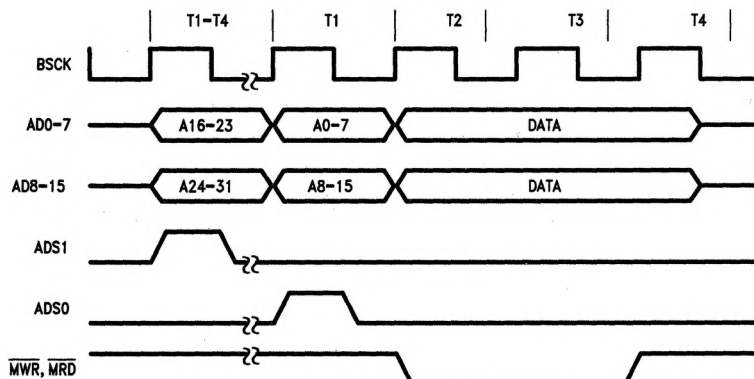 T1-T4 T1 T2 T3 T4
BSCK
AD0-7 A16-23 A0-7 DATA
AD8-15 A24-31 A8-15 DATA
ADS1
ADS0
MWR, MRD